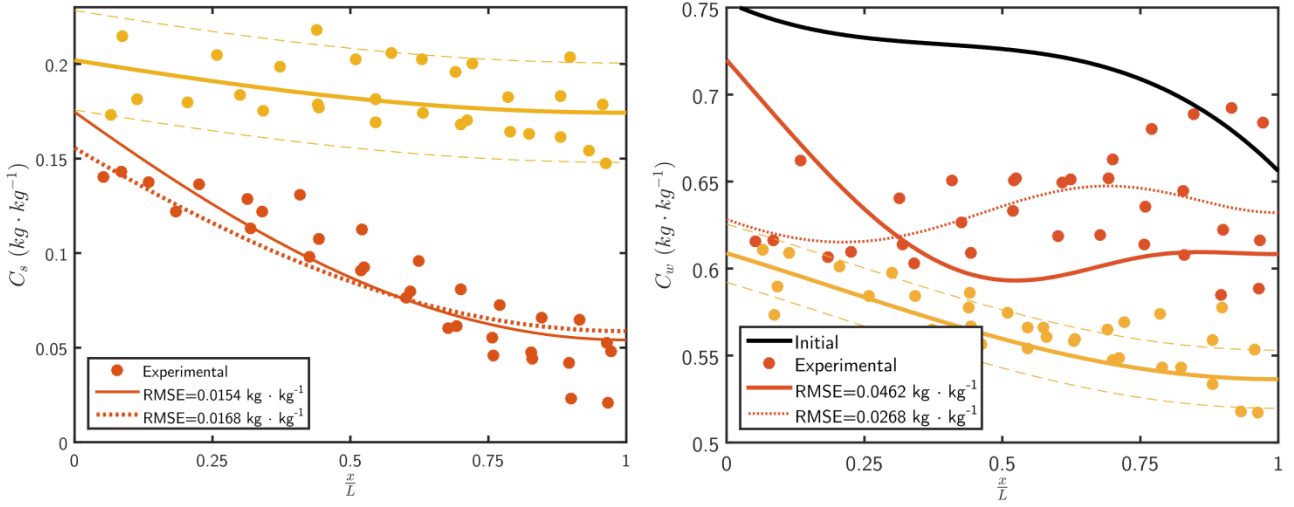 0.2
0.15
0.1
0.05
0
C_s (kg · kg⁻¹)
Experimental
RMSE=0.0154 kg · kg⁻¹
RMSE=0.0168 kg · kg⁻¹
0 0.25 0.5 0.75 1
x/L
0.75
0.7
0.65
0.6
0.55
0.5
C_w (kg · kg⁻¹)
Initial
Experimental
RMSE=0.0462 kg · kg⁻¹
RMSE=0.0268 kg · kg⁻¹
0 0.25 0.5 0.75 1
x/L